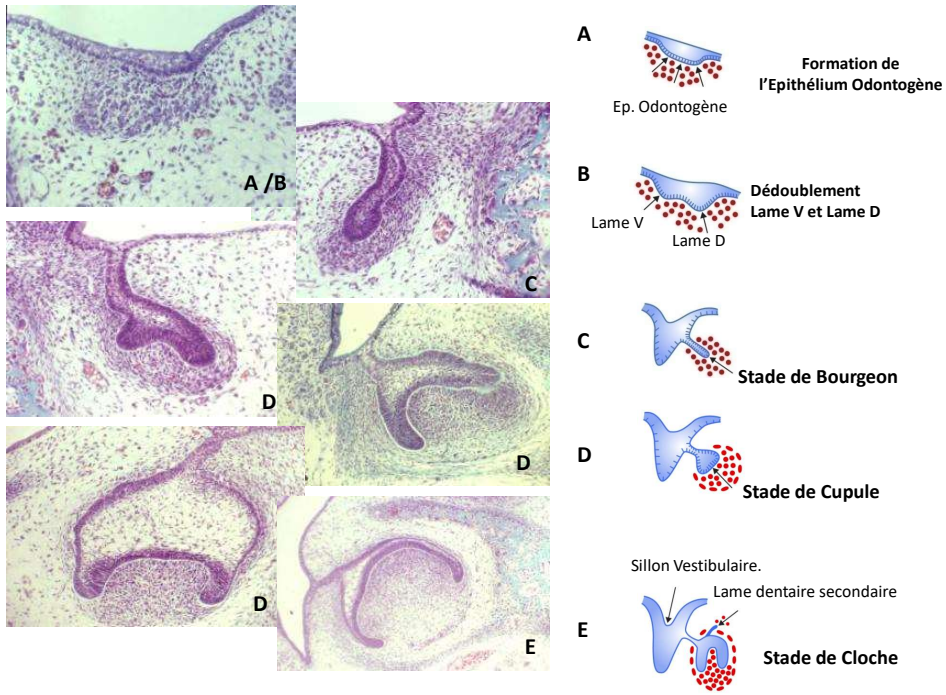 A /B
C
D
D
D
E
A
Formation de
l’Epithélium Odontogène
Ep. Odontogène
B
Dédoublement
Lame V et Lame D
Lame V
Lame D
C
Stade de Bourgeon
D
Stade de Cupule
Sillon Vestibulaire.
Lame dentaire secondaire
E
Stade de Cloche